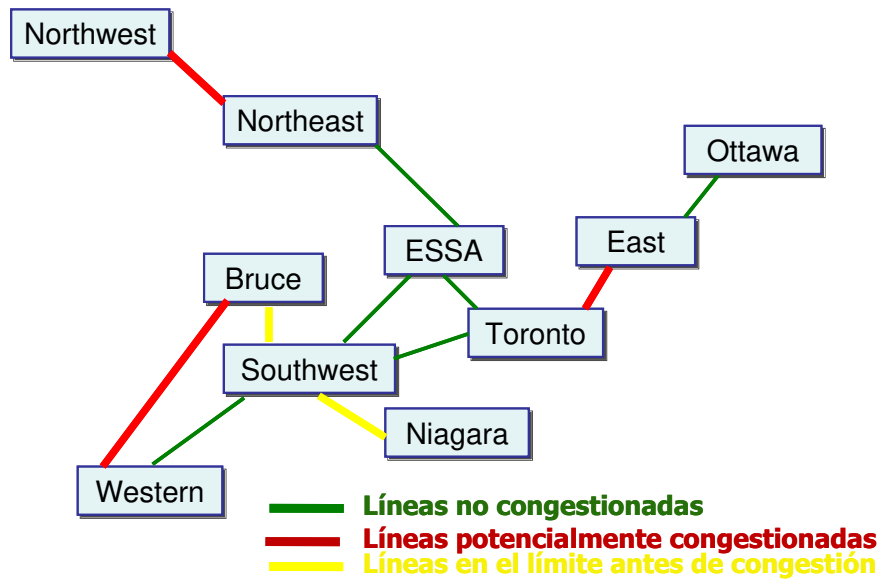 Northwest
Northeast
Ottawa
East
ESSA
Bruce
Toronto
Southwest
Niagara
Western
Líneas no congestionadas
Líneas potencialmente congestionadas
Líneas en el límite antes de congestión